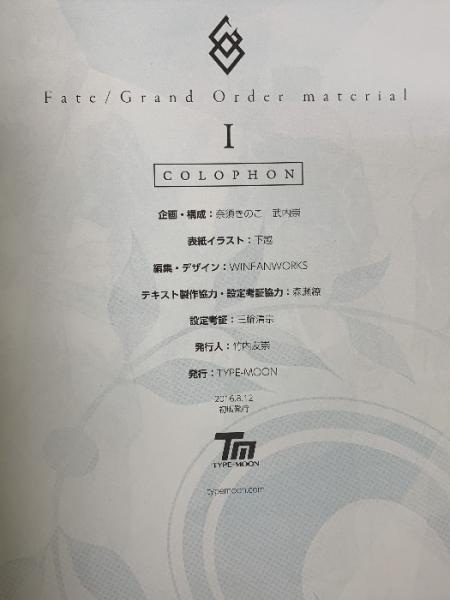 Fate/Grand Order material
I
COLOPHON
企画・構成：奈須きのこ　武内崇
表紙イラスト：下越
編集・デザイン：WINFANWORKS
テキスト製作協力・設定考証協力：森瀬繚
設定考証：三輪清宗
発行人：竹内友崇
発行：TYPE-MOON
2016.8.12
初版発行
TM
TYPE-MOON
typemoon.com